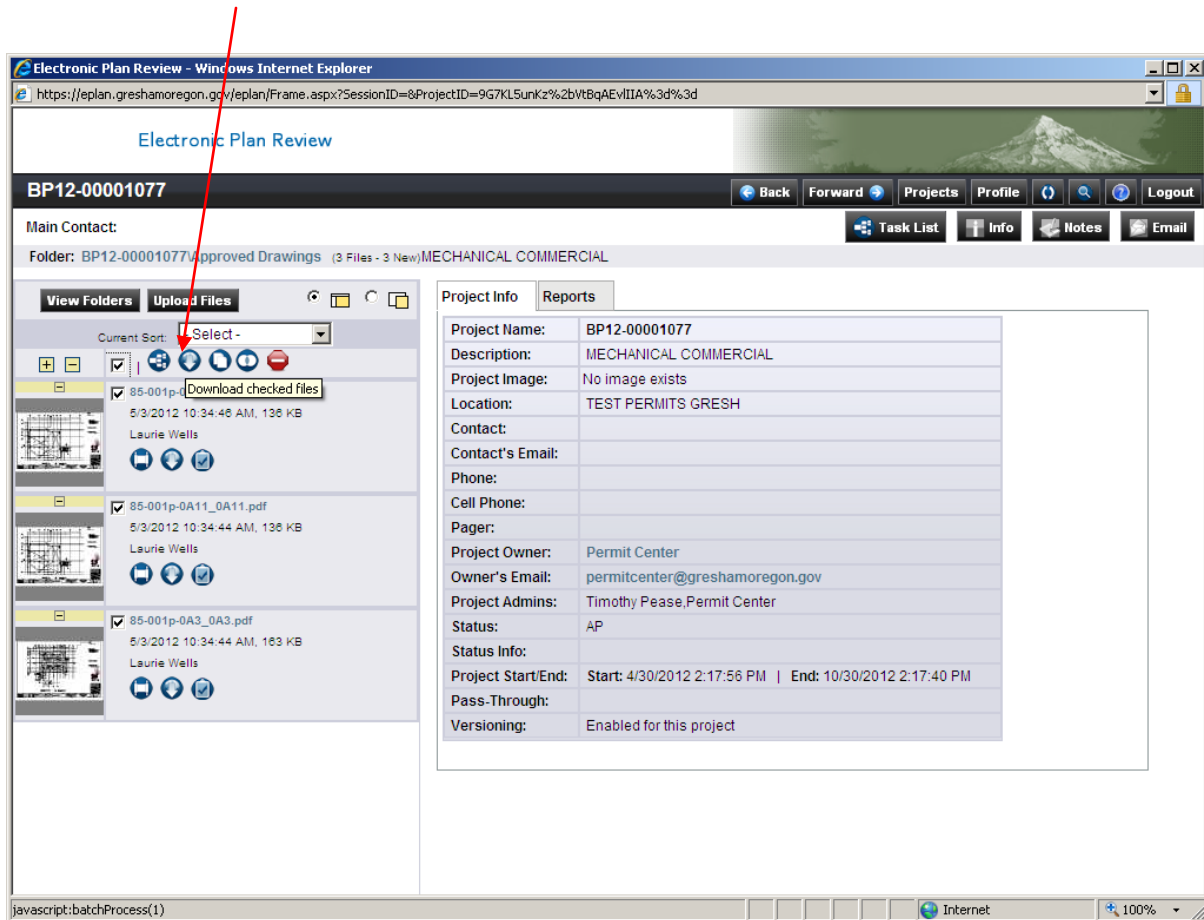 Electronic Plan Review - Windows Internet Explorer
https://eplan.greshamoregon.gov/eplan/Frame.aspx?SessionID=&ProjectID=9G7KL5unKz%2bVtBqAEvlIIA%3d%3d
Electronic Plan Review
BP12-00001077
Back Forward Projects Profile Logout
Main Contact:
Task List Info Notes Email
Folder: BP12-00001077\Approved Drawings (3 Files - 3 New) MECHANICAL COMMERCIAL
View Folders Upload Files
Current Sort: - Select -
Download checked files
85-001p-0
5/3/2012 10:34:46 AM, 136 KB
Laurie Wells
85-001p-0A11_0A11.pdf
5/3/2012 10:34:44 AM, 136 KB
Laurie Wells
85-001p-0A3_0A3.pdf
5/3/2012 10:34:44 AM, 163 KB
Laurie Wells
Project Info Reports
Project Name: BP12-00001077
Description: MECHANICAL COMMERCIAL
Project Image: No image exists
Location: TEST PERMITS GRESH
Contact:
Contact's Email:
Phone:
Cell Phone:
Pager:
Project Owner: Permit Center
Owner's Email: permitcenter@greshamoregon.gov
Project Admins: Timothy Pease,Permit Center
Status: AP
Status Info:
Project Start/End: Start: 4/30/2012 2:17:56 PM | End: 10/30/2012 2:17:40 PM
Pass-Through:
Versioning: Enabled for this project
javascript:batchProcess(1)
Internet
100%